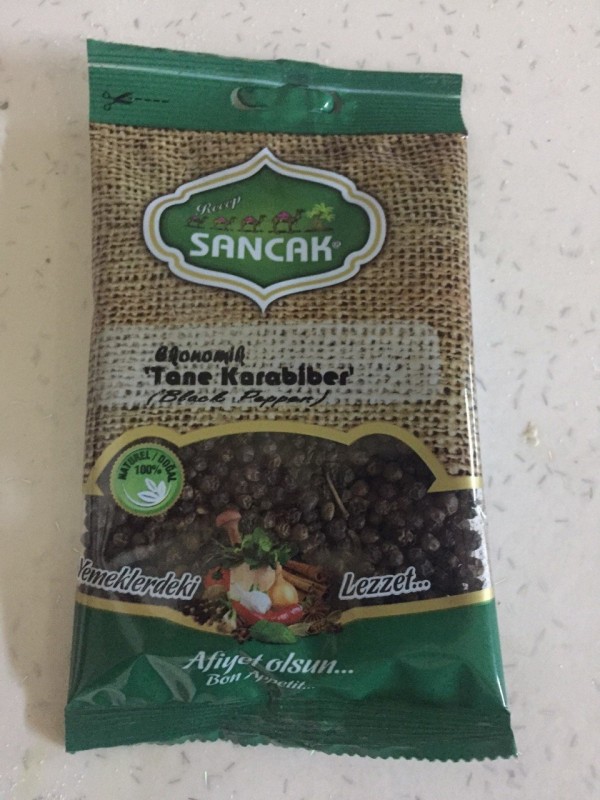 Recep
SANCAK®
Ekonomik
'Tane Karabiber'
(Black Pepper)
NATUREL / DOĞAL
100%
Yemeklerdeki
Lezzet...
Afiyet olsun...
Bon Appetit...